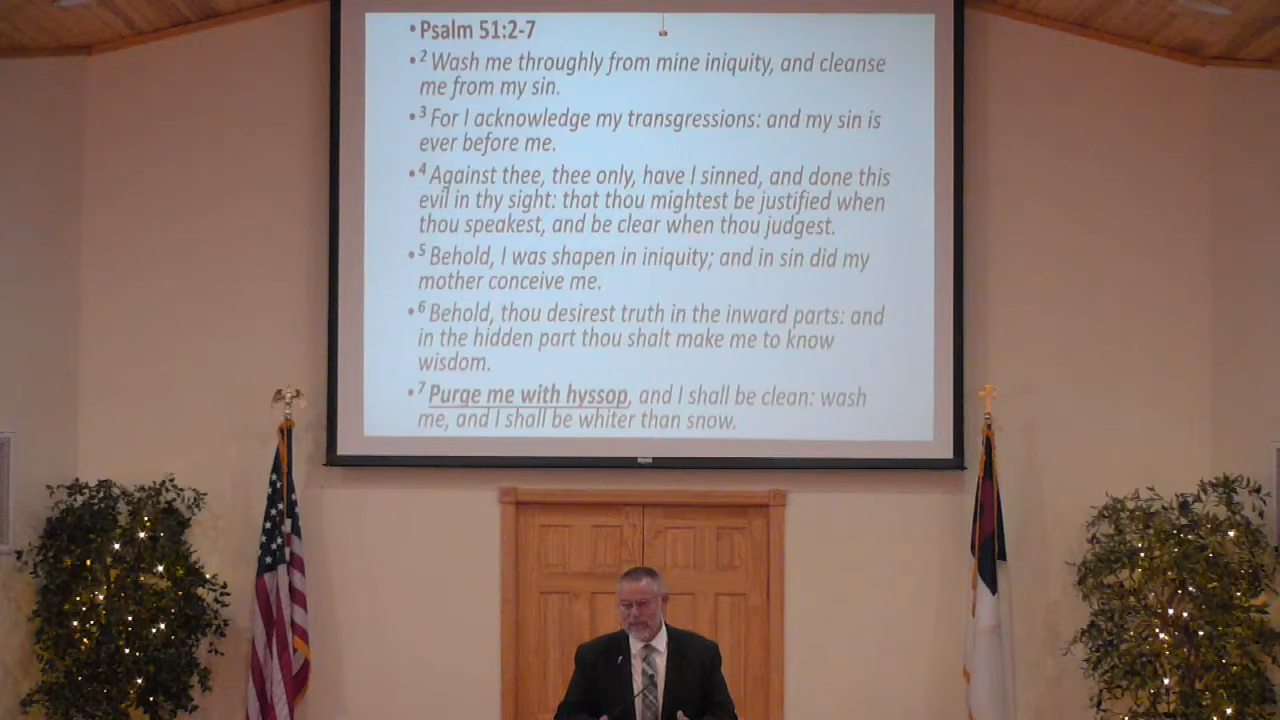 •Psalm 51:2-7
•2 Wash me throughly from mine iniquity, and cleanse
me from my sin.
•3 For I acknowledge my transgressions: and my sin is
ever before me.
•4 Against thee, thee only, have I sinned, and done this
evil in thy sight: that thou mightest be justified when
thou speakest, and be clear when thou judgest.
•5 Behold, I was shapen in iniquity; and in sin did my
mother conceive me.
•6 Behold, thou desirest truth in the inward parts: and
in the hidden part thou shalt make me to know
wisdom.
•7 Purge me with hyssop, and I shall be clean: wash
me, and I shall be whiter than snow.